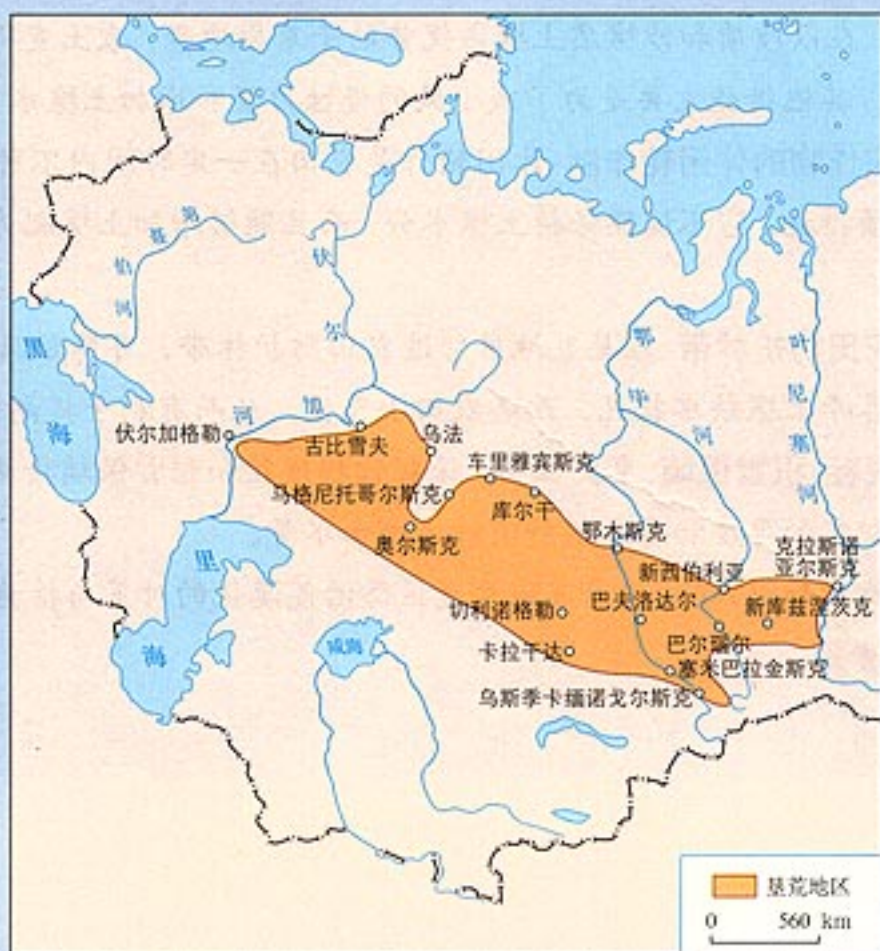 第聂伯河
伏尔加河
鄂毕河
叶尼塞河
黑海
伏尔加格勒
古比雪夫
乌法
车里雅宾斯克
马格尼托哥尔斯克
库尔干
奥尔斯克
鄂木斯克
克拉斯诺
亚尔斯克
里海
新西伯利亚
切利诺格勒
巴夫洛达尔
新库兹涅茨克
咸海
巴尔瑙尔
卡拉干达
塞米巴拉金斯克
乌斯季卡缅诺戈尔斯克
垦荒地区
0 560 km